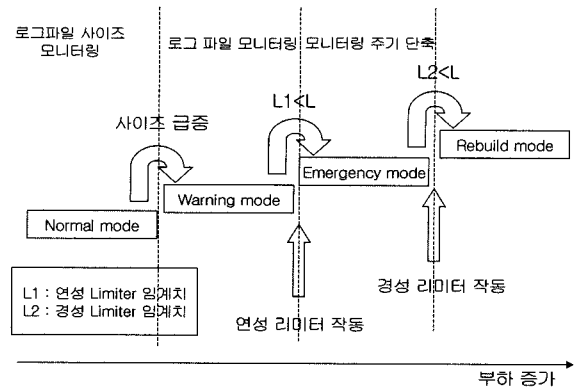 로그파일 사이즈
모니터링
로그 파일 모니터링
모니터링 주기 단축
L2<L
L1<L
사이즈 급증
Rebuild mode
Emergency mode
Warning mode
Normal mode
L1 : 연성 Limiter 임계치
L2 : 경성 Limiter 임계치
경성 리미터 작동
연성 리미터 작동
부하 증가